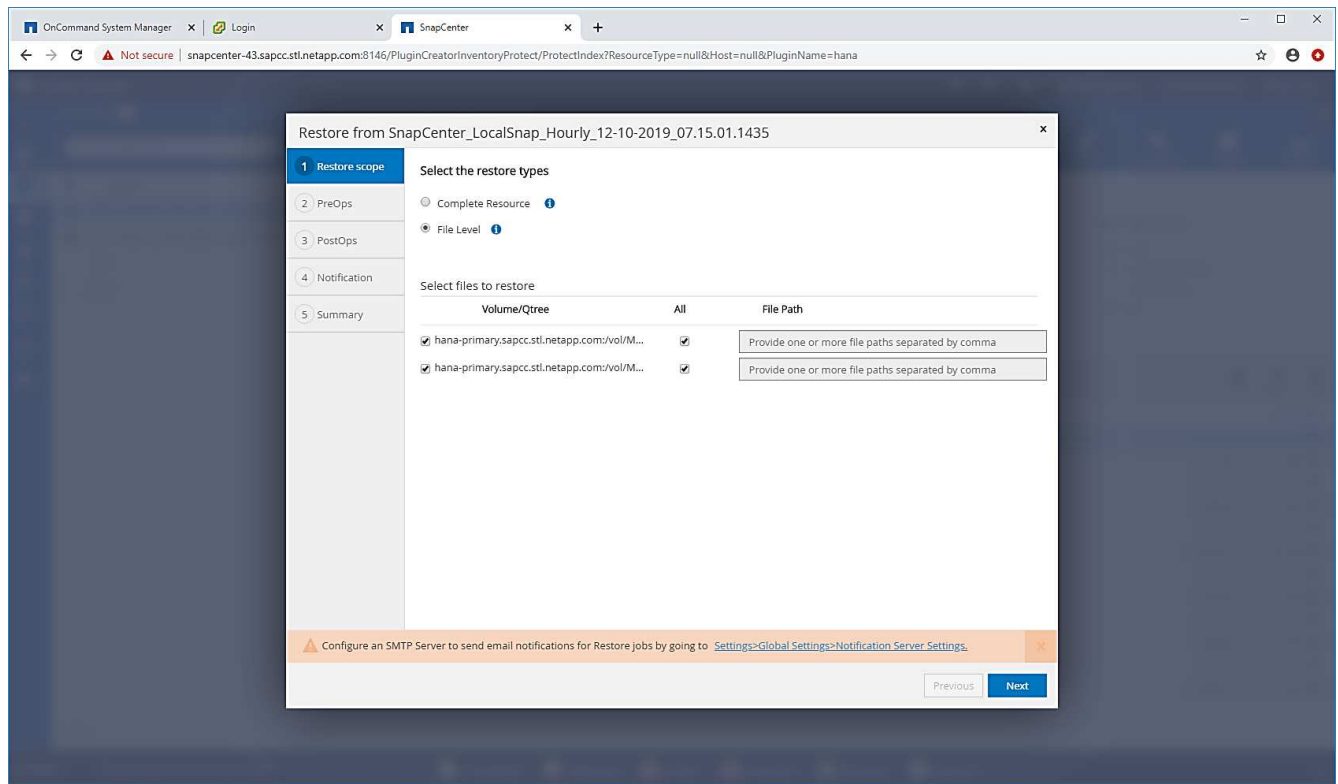 OnCommand System Manager
Login
SnapCenter
Not secure | snapcenter-43.sapcc.stl.netapp.com:8146/PluginCreatorInventoryProtect/ProtectIndex?ResourceType=null&Host=null&PluginName=hana
Restore from SnapCenter_LocalSnap_Hourly_12-10-2019_07.15.01.1435
1 Restore scope
2 PreOps
3 PostOps
4 Notification
5 Summary
Select the restore types
Complete Resource
File Level
Select files to restore
Volume/Qtree All File Path
hana-primary.sapcc.stl.netapp.com:/vol/M... Provide one or more file paths separated by comma
hana-primary.sapcc.stl.netapp.com:/vol/M... Provide one or more file paths separated by comma
Configure an SMTP Server to send email notifications for Restore jobs by going to Settings>Global Settings>Notification Server Settings.
Previous Next